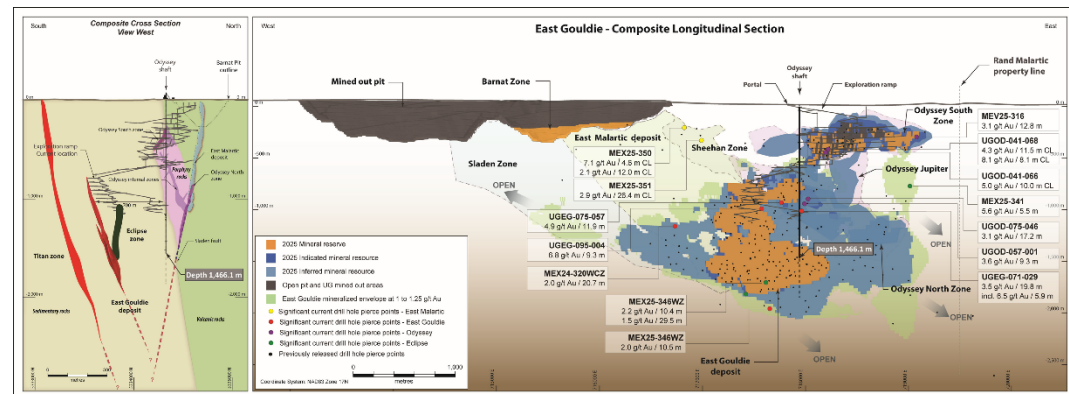 South
Composite Cross Section
View West
North
Odyssey
shaft
Barnat Pit
outline
0 m
0 m
Odyssey South zone
Exploration ramp
Current location
Odyssey internal zones
Porphyry
rods
East Malartic
deposit
Odyssey North
zone
Eclipse
zone
Titan zone
Sladen fault
Depth 1,466.1 m
East Gouldie
deposit
Sedimentary rocks
metres
West
East Gouldie - Composite Longitudinal Section
East
Mined out pit
Barnat Zone
Odyssey
shaft
Portal
Exploration ramp
Rand Malartic
property line
East Malartic deposit
Sheehan Zone
Sladen Zone
Odyssey South
Zone
Odyssey Jupiter
OPEN
OPEN
OPEN
OPEN
MEX25-350
7.1 g/t Au / 4.6 m CL
2.1 g/t Au / 12.0 m CL
MEX25-351
2.9 g/t Au / 25.4 m CL
UGEG-075-057
4.9 g/t Au / 11.9 m
UGEG-095-004
6.8 g/t Au / 9.3 m
MEX24-320WCZ
2.0 g/t Au / 20.7 m
MEX25-346WZ
2.2 g/t Au / 10.4 m
1.5 g/t Au / 29.5 m
MEX25-346WZ
2.0 g/t Au / 10.5 m
East Gouldie
deposit
Depth 1,466.1 m
Odyssey North Zone
MEV25-316
3.1 g/t Au / 12.8 m
UGOD-041-068
4.3 g/t Au / 11.5 m CL
8.1 g/t Au / 8.1 m CL
UGOD-041-066
5.0 g/t Au / 10.0 m CL
MEX25-341
5.6 g/t Au / 5.5 m
UGOD-075-046
3.1 g/t Au / 17.2 m
UGOD-057-001
3.6 g/t Au / 9.3 m
UGEG-071-029
3.5 g/t Au / 19.8 m
incl. 6.5 g/t Au / 5.9 m
2025 Mineral reserve
2025 Indicated mineral resource
2025 Inferred mineral resource
Open pit and UG mined out areas
East Gouldie mineralized envelope at 1 to 1.25 g/t Au
Significant current drill hole pierce points - East Malartic
Significant current drill hole pierce points - East Gouldie
Significant current drill hole pierce points - Odyssey
Significant current drill hole pierce points - Eclipse
Previously released drill hole pierce points
Coordinate System: NAD83 Zone 17N
0
1,000
metres